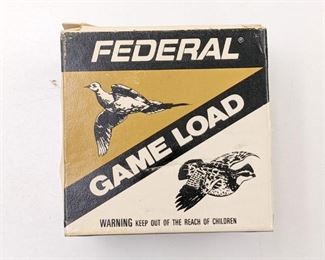 FEDERAL®
GAME LOAD
WARNING KEEP OUT OF THE REACH OF CHILDREN